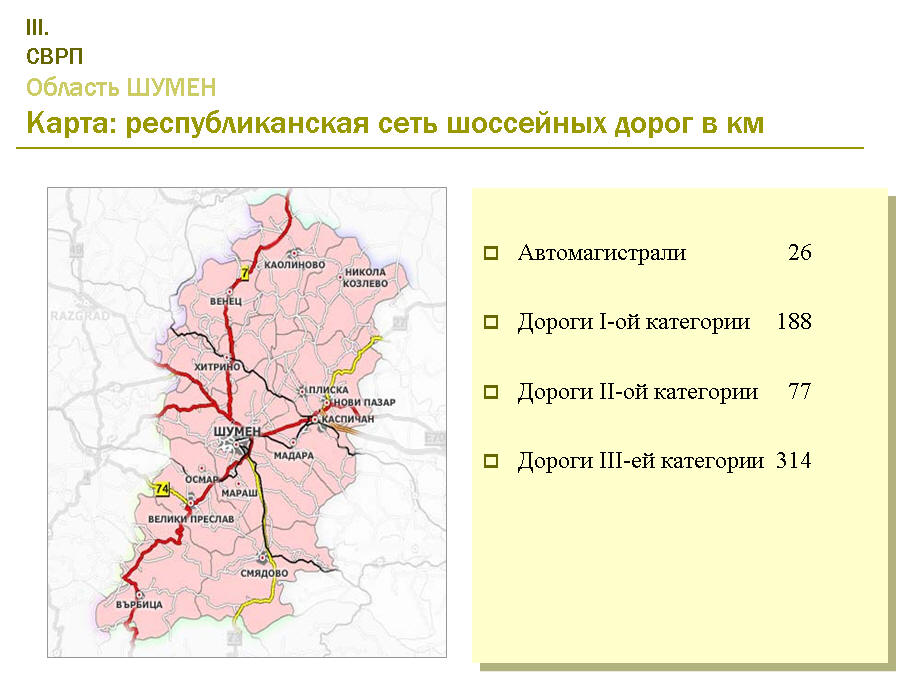 III.
СВРП
Область ШУМЕН
Карта: республиканская сеть шоссейных дорог в км
Автомагистрали 26
Дороги I-ой категории 188
Дороги II-ой категории 77
Дороги III-ей категории 314
КАОЛИНОВО
7
НИКОЛА
КОЗЛЕВО
49
ВЕНЕЦ
RAZGRAD
27
ХИТРИНО
ПЛИСКА
НОВИ ПАЗАР
КАСПИЧАН
ШУМЕН
E70
МАДАРА
ОСМАР
74
МАРАШ
ВЕЛИКИ ПРЕСЛАВ
СМЯДОВО
ВЪРБИЦА
73